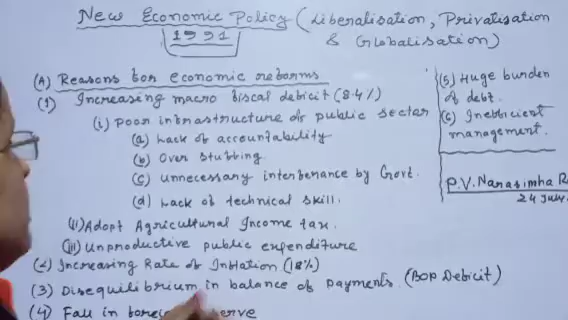 New Economic Policy (Liberalisation, Privatisation
1991 & Globalisation)
(A) Reasons for economic reforms
(1) Increasing macro fiscal deficit (8.4%)
(i) Poor infrastructure of public sector
(a) Lack of accountability
(b) Over stuffing
(c) unnecessary interfenance by Govt.
(d) Lack of technical skill.
(ii) Adopt Agricultural Income tax.
(iii) Unproductive public expenditure
(2) Increasing Rate of Inflation (18%)
(3) Disequilibrium in balance of payments. (BOP Deficit)
(4) Fall in
(5) Huge burden
of debt.
(6) Inefficient
management.
P.V. Narasimha
24 July